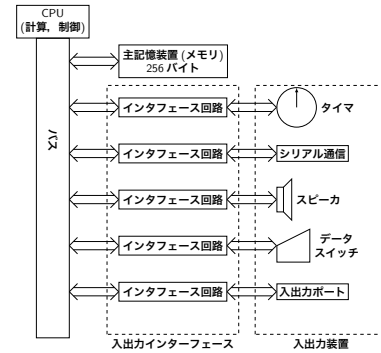 CPU
(計算，制御)
バス
主記憶装置 (メモリ)
256 バイト
インタフェース回路
タイマ
インタフェース回路
シリアル通信
インタフェース回路
スピーカ
インタフェース回路
データ
スイッチ
インタフェース回路
入出力ポート
入出力インターフェース
入出力装置